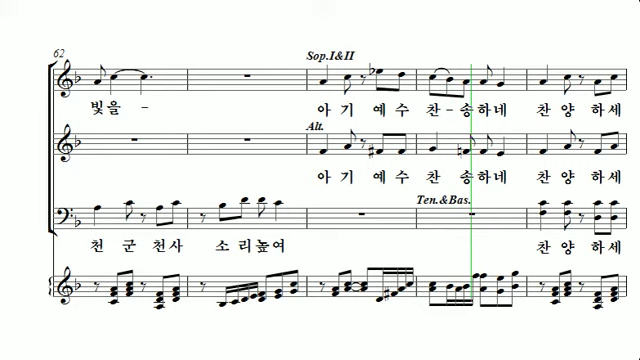 62
Sop.I&II
빛을 -
아 기 예 수 찬 - 송 하 네 찬 양 하 세
Alt.
아 기 예 수 찬 송 하 네 찬 양 하 세
Ten.&Bas.
천 군 천사 소 리 높여 찬 양 하 세